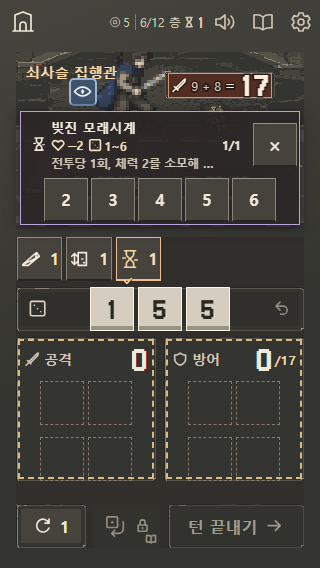 5 6/12 층 1
쇠사슬 집행관
9 + 8 = 17
빚진 모래시계
−2 1~6
1/1
×
전투당 1회, 체력 2를 소모해 ...
2 3 4 5 6
1 1 1
1 5 5
공격 0
방어 0 /17
1
턴 끝내기 →